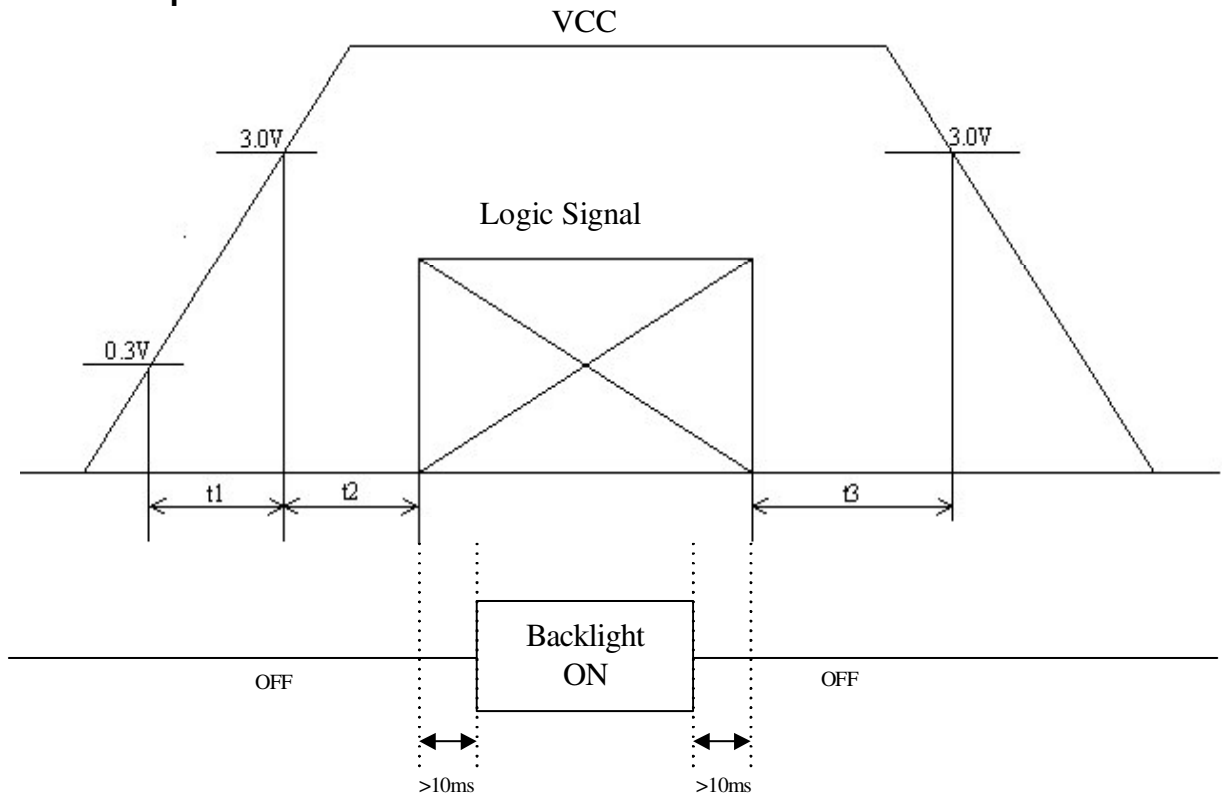 VCC
3.0V
3.0V
Logic Signal
0.3V
t1
t2
t3
Backlight
ON
OFF
OFF
>10ms
>10ms